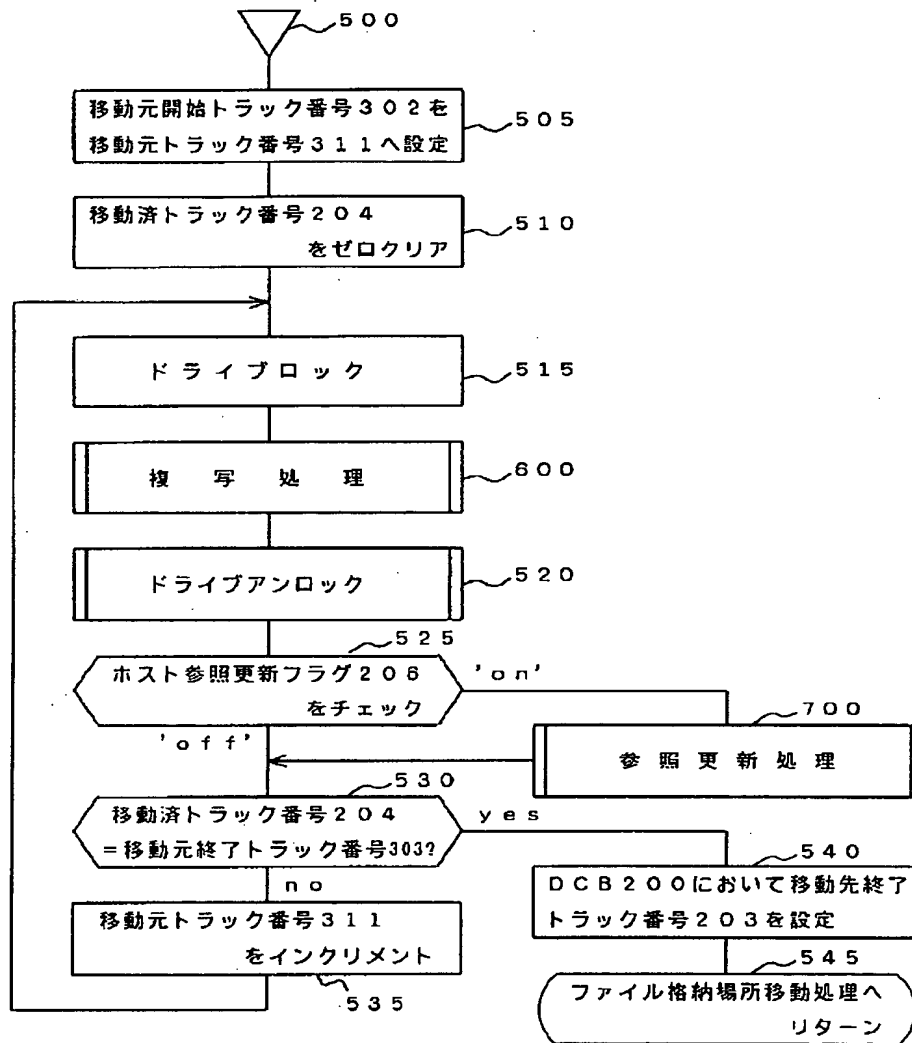 ５００
移動元開始トラック番号３０２を
移動元トラック番号３１１へ設定
５０５
移動済トラック番号２０４
をゼロクリア
５１０
ドライブロック
５１５
複写処理
６００
ドライブアンロック
５２０
５２５
ホスト参照更新フラグ２０６
をチェック
'ｏｎ'
７００
参照更新処理
'ｏｆｆ'
５３０
移動済トラック番号２０４
＝移動元終了トラック番号303?
ｙｅｓ
ｎｏ
５４０
ＤＣＢ２００において移動先終了
トラック番号２０３を設定
移動元トラック番号３１１
をインクリメント
５３５
５４５
ファイル格納場所移動処理へ
リターン